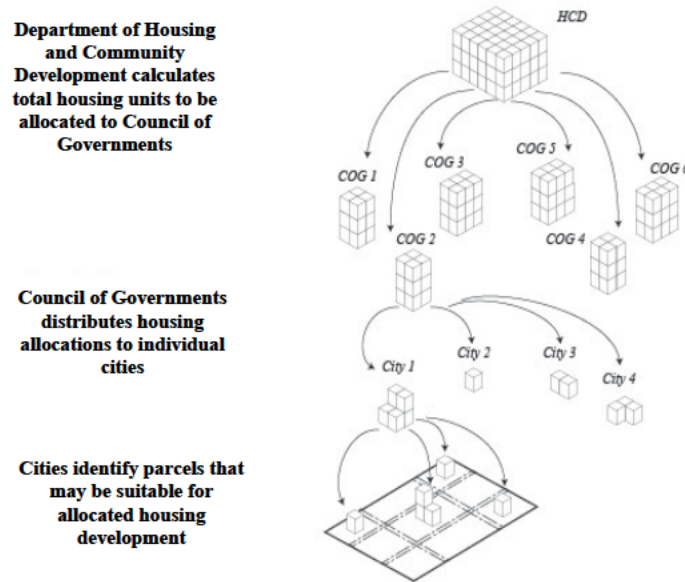 Department of Housing
and Community
Development calculates
total housing units to be
allocated to Council of
Governments
HCD
COG 1
COG 3
COG 5
COG 6
COG 2
COG 4
Council of Governments
distributes housing
allocations to individual
cities
City 1
City 2
City 3
City 4
Cities identify parcels that
may be suitable for
allocated housing
development